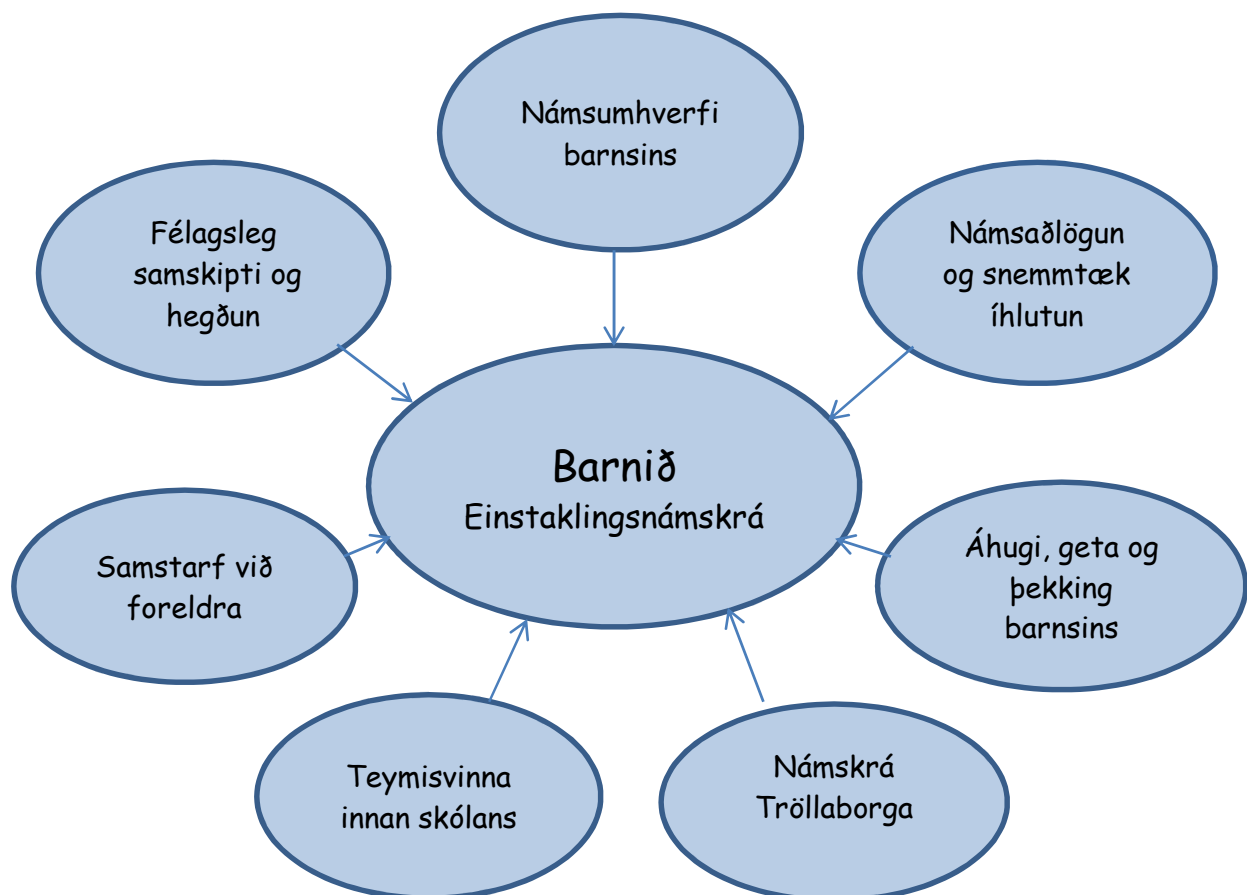 Námsumhverfi
barnsins
Félagsleg
samskipti og
hegðun
Námsaðlögun
og snemmtæk
íhlutun
Barnið
Einstaklingsnámskrá
Samstarf við
foreldra
Áhugi, geta og
þekking
barnsins
Teymisvinna
innan skólans
Námskrá
Tröllaborga